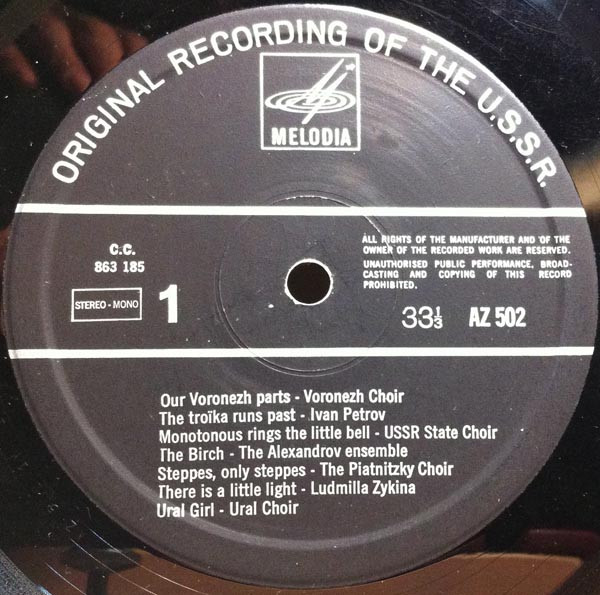 ORIGINAL RECORDING OF THE U.S.S.R.
MELODIA
C.C.
863 185
ALL RIGHTS OF THE MANUFACTURER AND OF THE
OWNER OF THE RECORDED WORK ARE RESERVED.
UNAUTHORISED PUBLIC PERFORMANCE, BROAD-
CASTING AND COPYING OF THIS RECORD
PROHIBITED.
STEREO - MONO
1
33 1/3 AZ 502
Our Voronezh parts - Voronezh Choir
The troïka runs past - Ivan Petrov
Monotonous rings the little bell - USSR State Choir
The Birch - The Alexandrov ensemble
Steppes, only steppes - The Piatnitzky Choir
There is a little light - Ludmilla Zykina
Ural Girl - Ural Choir